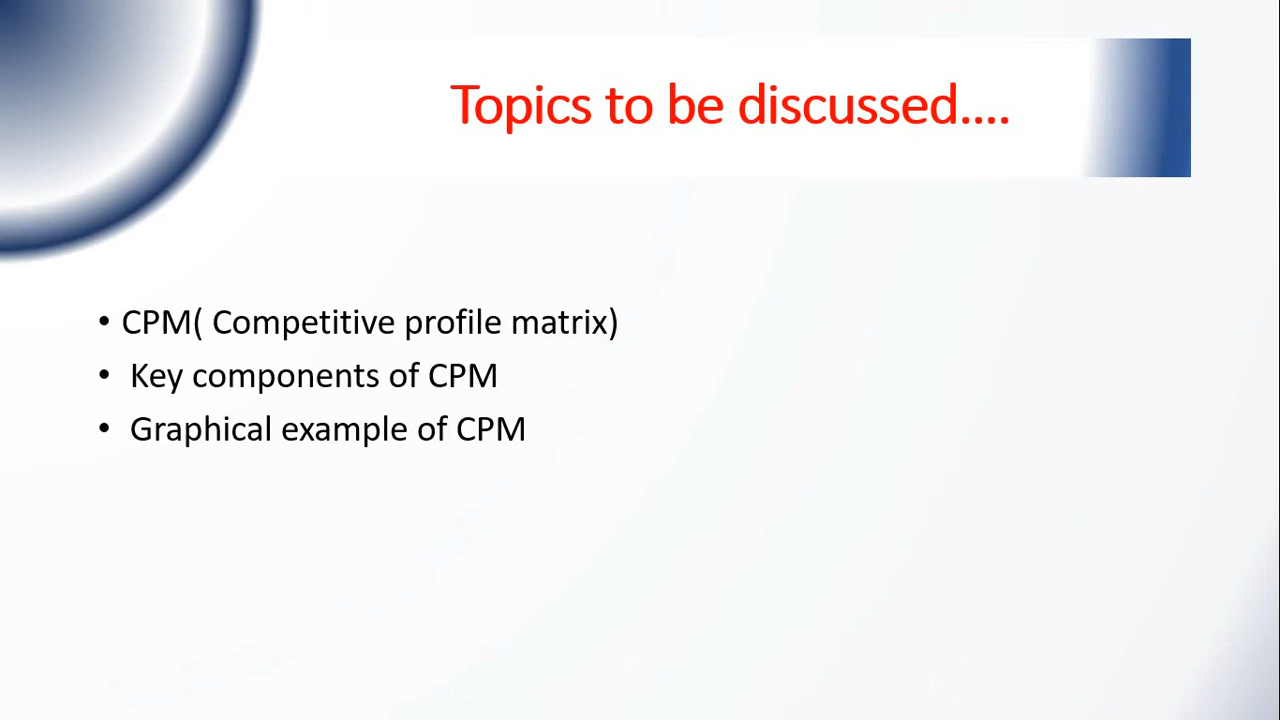 Topics to be discussed....
• CPM( Competitive profile matrix)
• Key components of CPM
• Graphical example of CPM